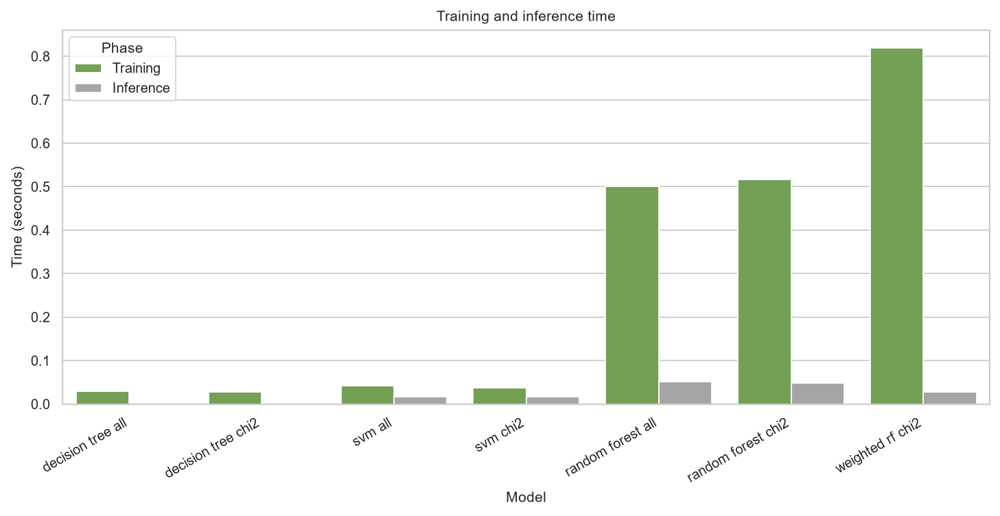 Training and inference time
Phase
Training
Inference
Time (seconds)
0.8
0.7
0.6
0.5
0.4
0.3
0.2
0.1
0.0
decision tree all
decision tree chi2
svm all
svm chi2
random forest all
random forest chi2
weighted rf chi2
Model